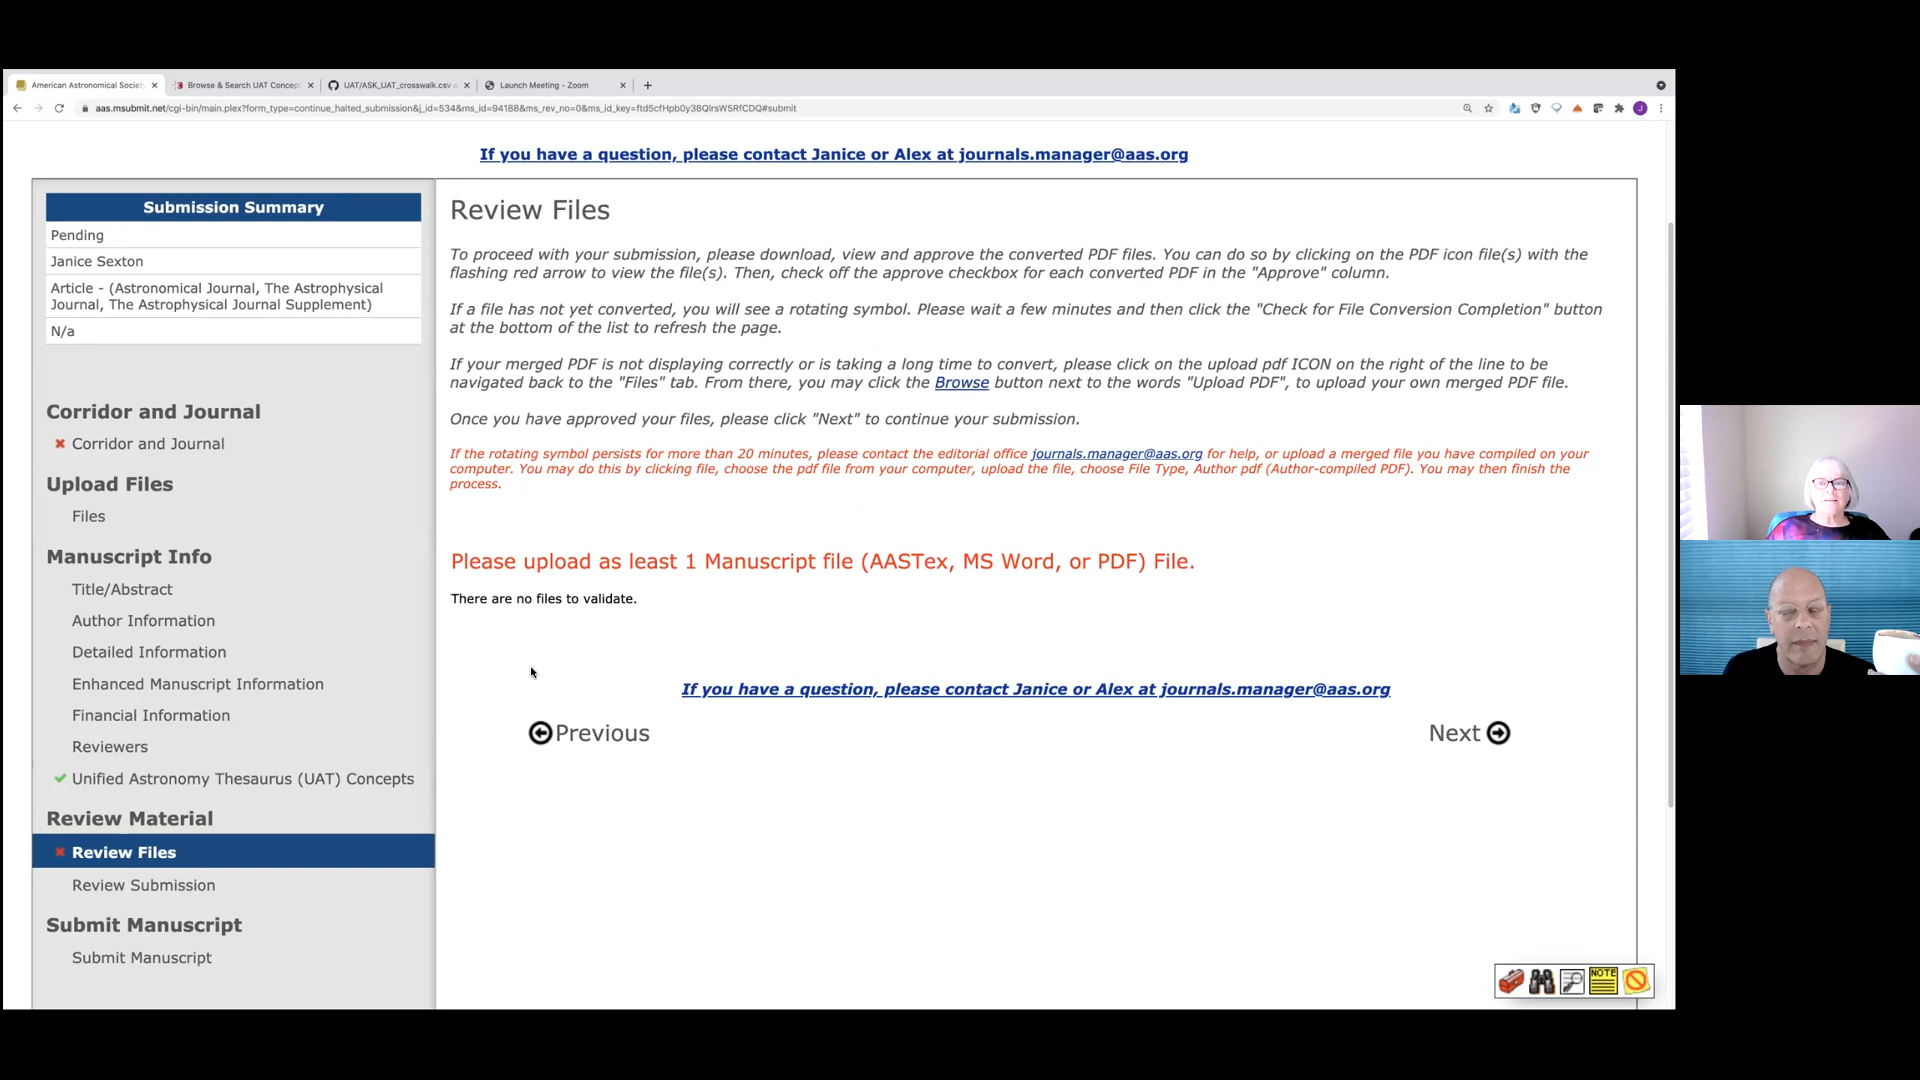 American Astronomical Societ
Browse & Search UAT Concep
UAT/ASK_UAT_crosswalk.csv
Launch Meeting - Zoom
aas.msubmit.net/cgi-bin/main.plex?form_type=continue_halted_submission&j_id=534&ms_id=94188&ms_rev_no=0&ms_id_key=ftd5cfHpb0y38QlrsW5RfCDQ#submit
J
If you have a question, please contact Janice or Alex at journals.manager@aas.org
Submission Summary
Pending
Janice Sexton
Article - (Astronomical Journal, The Astrophysical
Journal, The Astrophysical Journal Supplement)
N/a
Corridor and Journal
Corridor and Journal
Upload Files
Files
Manuscript Info
Title/Abstract
Author Information
Detailed Information
Enhanced Manuscript Information
Financial Information
Reviewers
Unified Astronomy Thesaurus (UAT) Concepts
Review Material
Review Files
Review Submission
Submit Manuscript
Submit Manuscript
Review Files
To proceed with your submission, please download, view and approve the converted PDF files. You can do so by clicking on the PDF icon file(s) with the
flashing red arrow to view the file(s). Then, check off the approve checkbox for each converted PDF in the "Approve" column.
If a file has not yet converted, you will see a rotating symbol. Please wait a few minutes and then click the "Check for File Conversion Completion" button
at the bottom of the list to refresh the page.
If your merged PDF is not displaying correctly or is taking a long time to convert, please click on the upload pdf ICON on the right of the line to be
navigated back to the "Files" tab. From there, you may click the Browse button next to the words "Upload PDF", to upload your own merged PDF file.
Once you have approved your files, please click "Next" to continue your submission.
If the rotating symbol persists for more than 20 minutes, please contact the editorial office journals.manager@aas.org for help, or upload a merged file you have compiled on your
computer. You may do this by clicking file, choose the pdf file from your computer, upload the file, choose File Type, Author pdf (Author-compiled PDF). You may then finish the
process.
Please upload as least 1 Manuscript file (AASTex, MS Word, or PDF) File.
There are no files to validate.
If you have a question, please contact Janice or Alex at journals.manager@aas.org
Previous
Next
NOTE